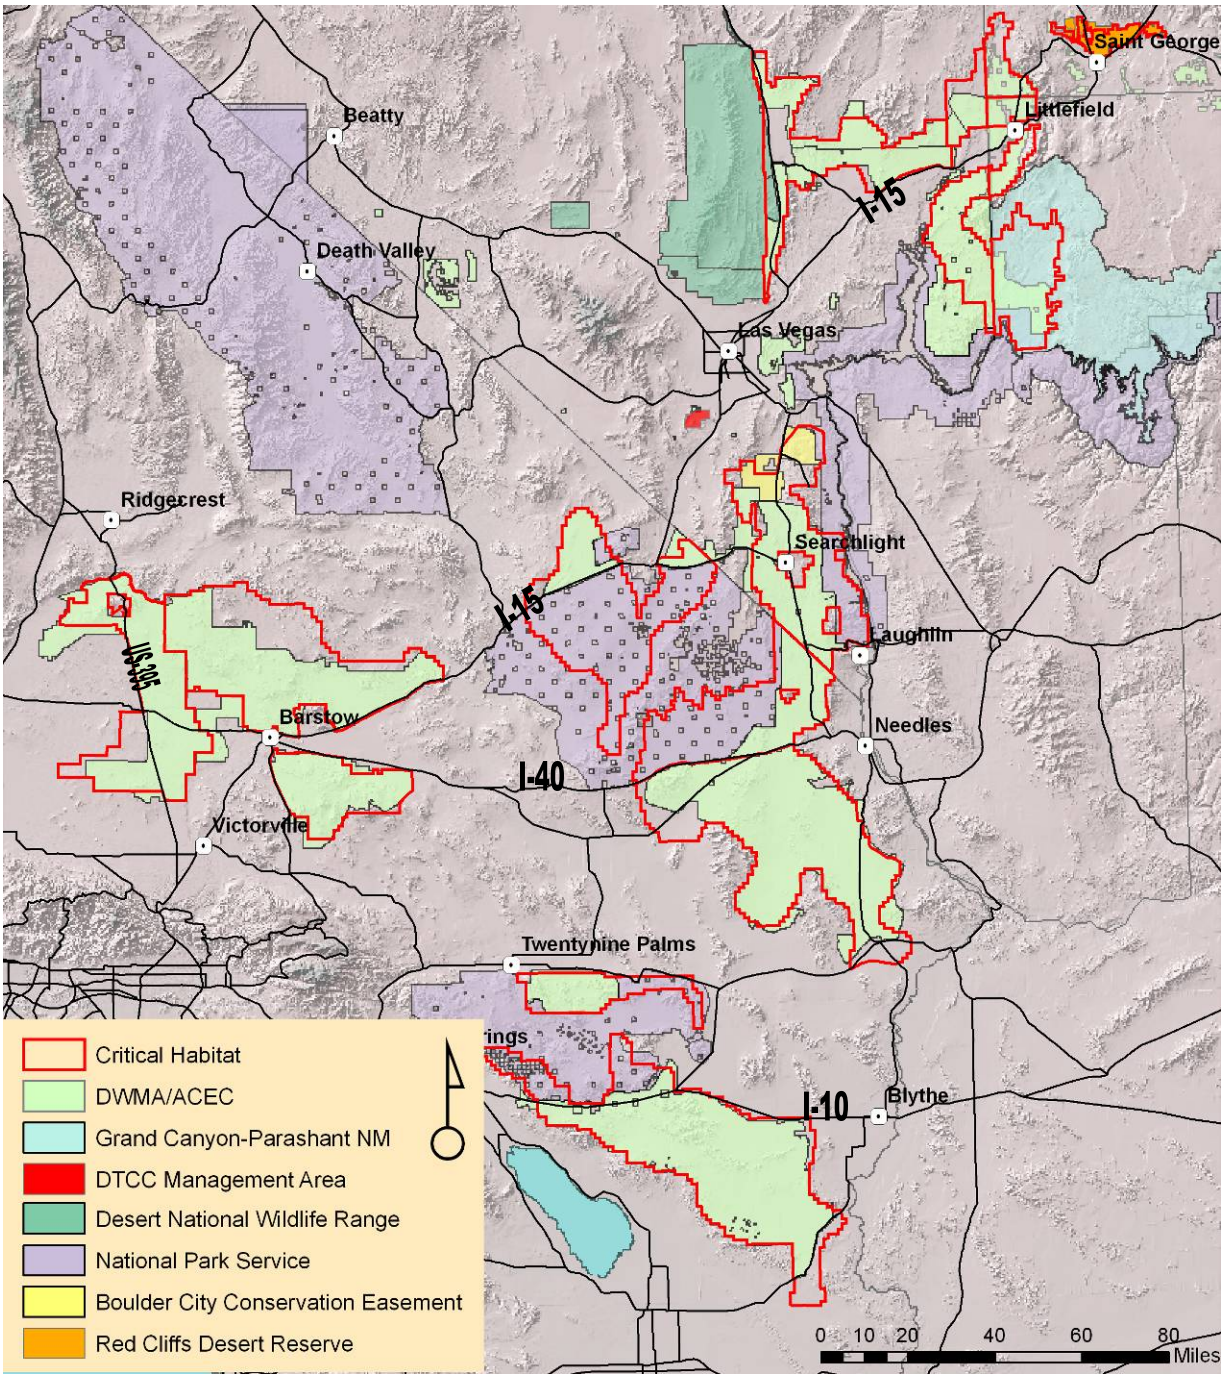 Saint George
Beatty
Littlefield
I-15
Death Valley
Las Vegas
Ridgecrest
Searchlight
I-15
Laughlin
US 395
Barstow
Needles
I-40
Victorville
Twentynine Palms
rings
I-10
Blythe
Critical Habitat
DWMA/ACEC
Grand Canyon-Parashant NM
DTCC Management Area
Desert National Wildlife Range
National Park Service
Boulder City Conservation Easement
Red Cliffs Desert Reserve
0 10 20 40 60 80
Miles